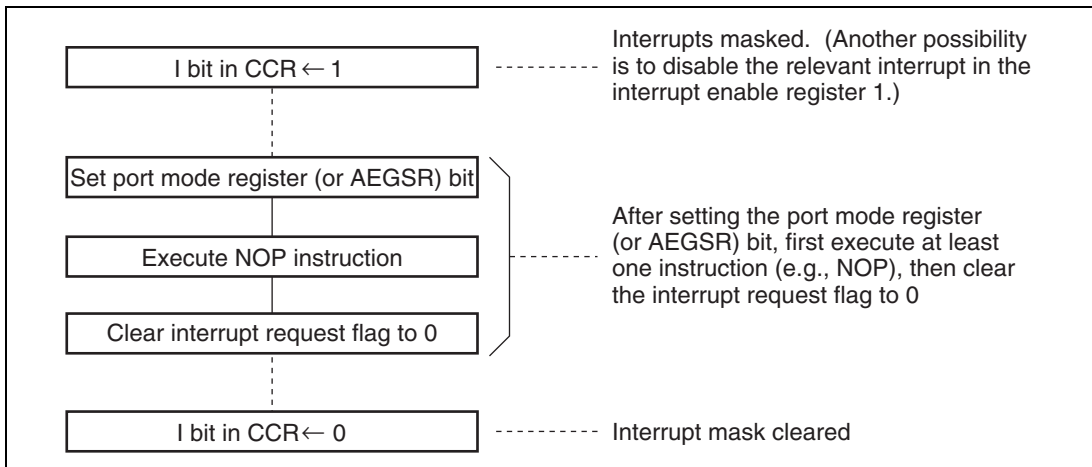 I bit in CCR ← 1
Interrupts masked. (Another possibility
is to disable the relevant interrupt in the
interrupt enable register 1.)
Set port mode register (or AEGSR) bit
Execute NOP instruction
Clear interrupt request flag to 0
After setting the port mode register
(or AEGSR) bit, first execute at least
one instruction (e.g., NOP), then clear
the interrupt request flag to 0
I bit in CCR ← 0
Interrupt mask cleared